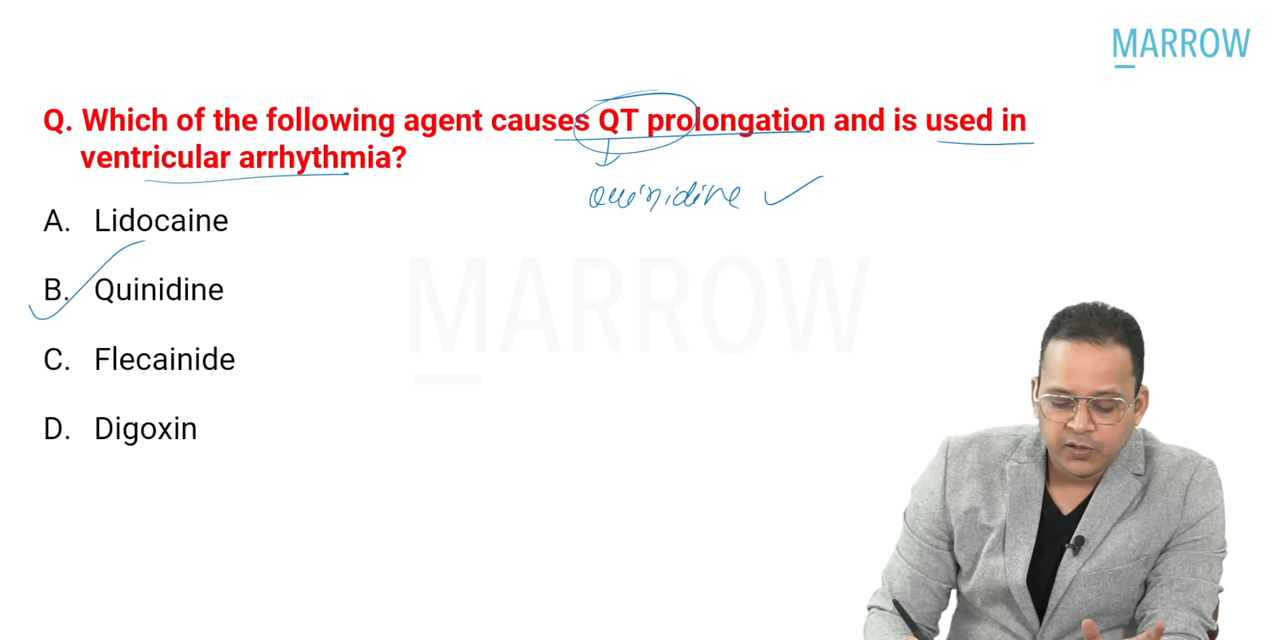 MARROW
Q. Which of the following agent causes QT prolongation and is used in
ventricular arrhythmia?
Quinidine
A. Lidocaine
B. Quinidine
C. Flecainide
D. Digoxin
MARROW